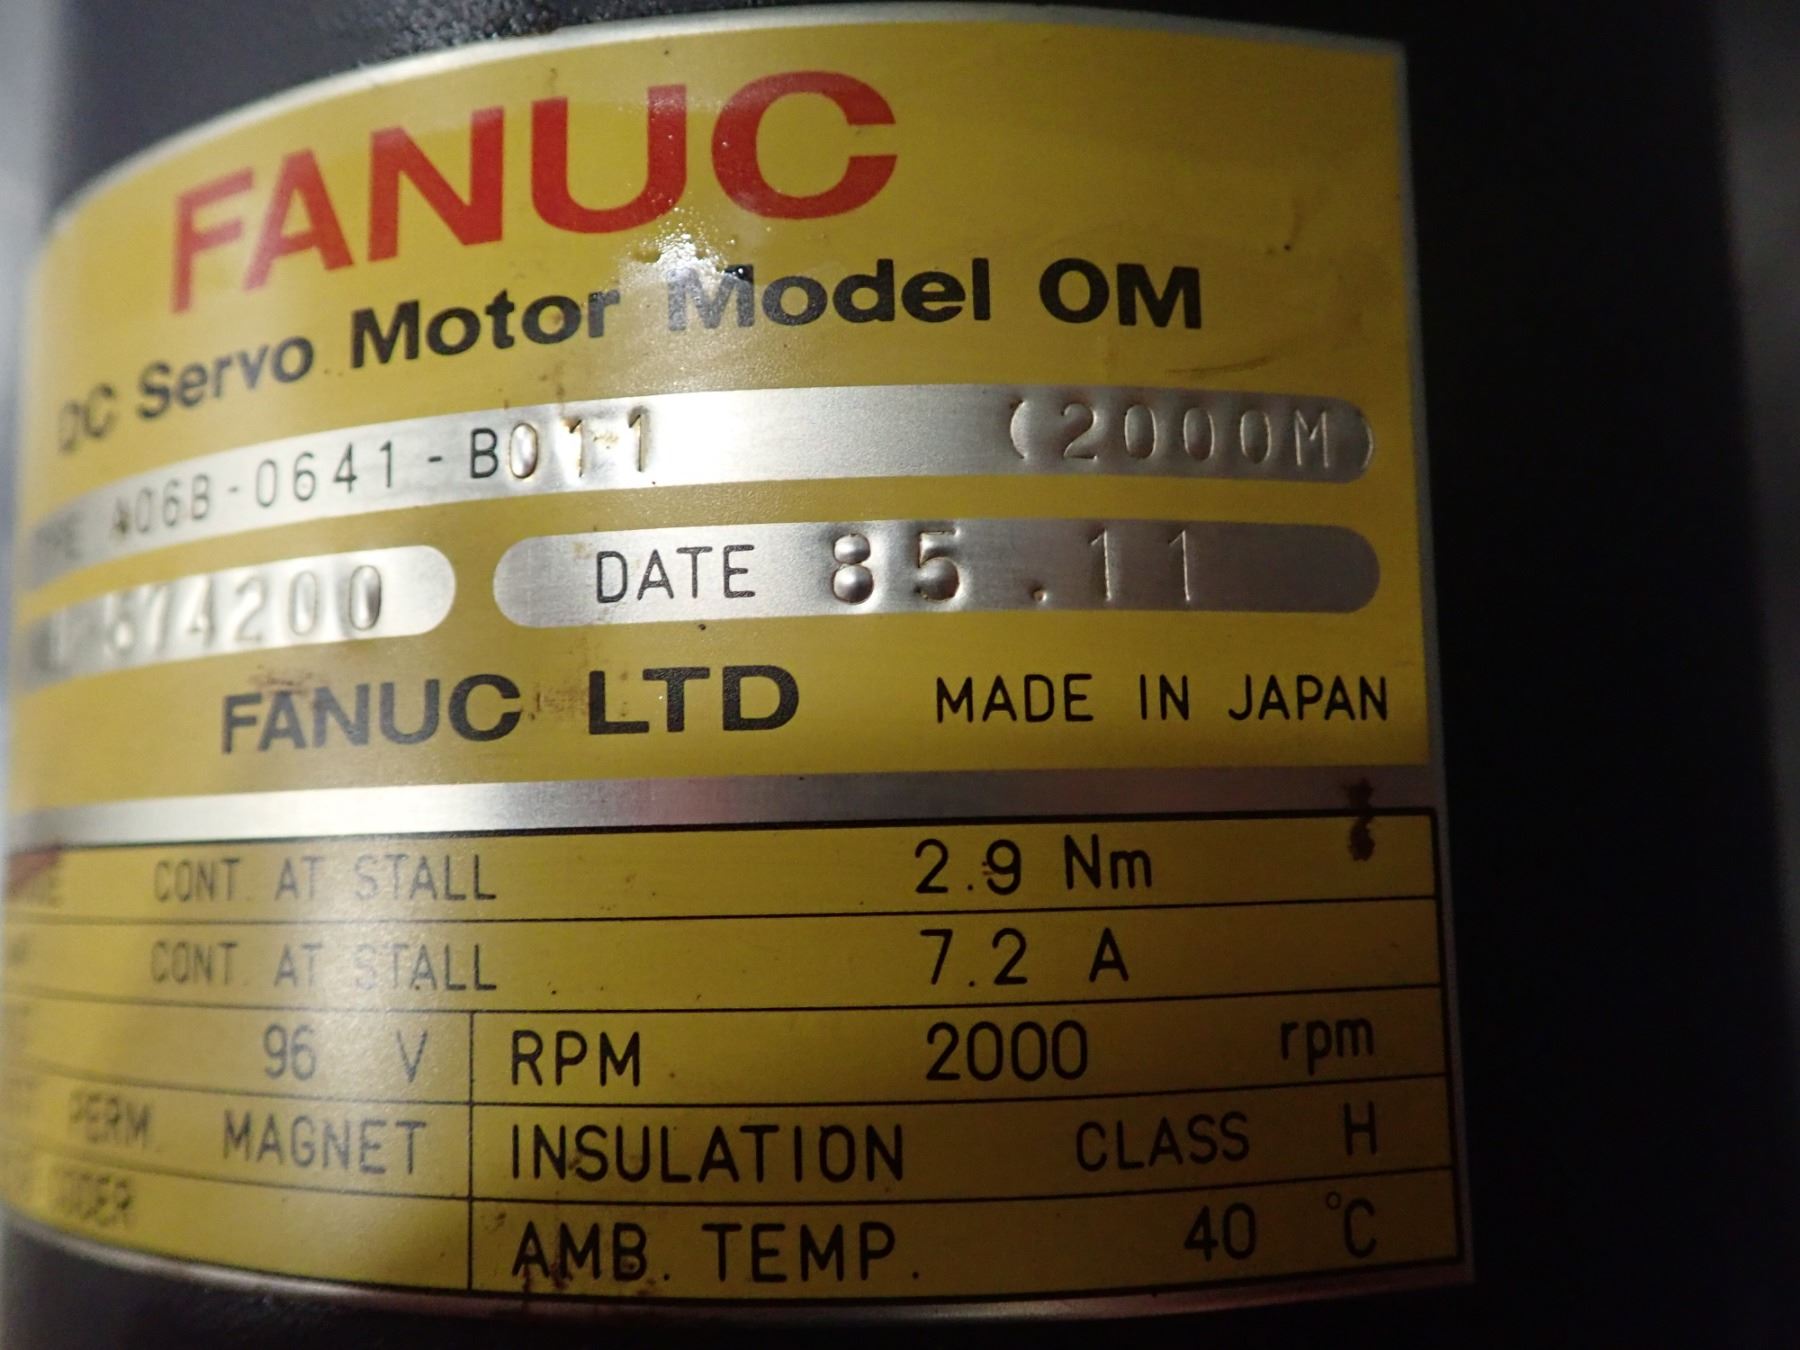 FANUC
DC Servo Motor Model OM
TYPE A06B-0641-B011 (2000M)
674200 DATE 85.11
FANUC LTD MADE IN JAPAN
CONT. AT STALL 2.9 Nm
CONT. AT STALL 7.2 A
96 V RPM 2000 rpm
PERM. MAGNET INSULATION CLASS H
AMB. TEMP. 40 °C